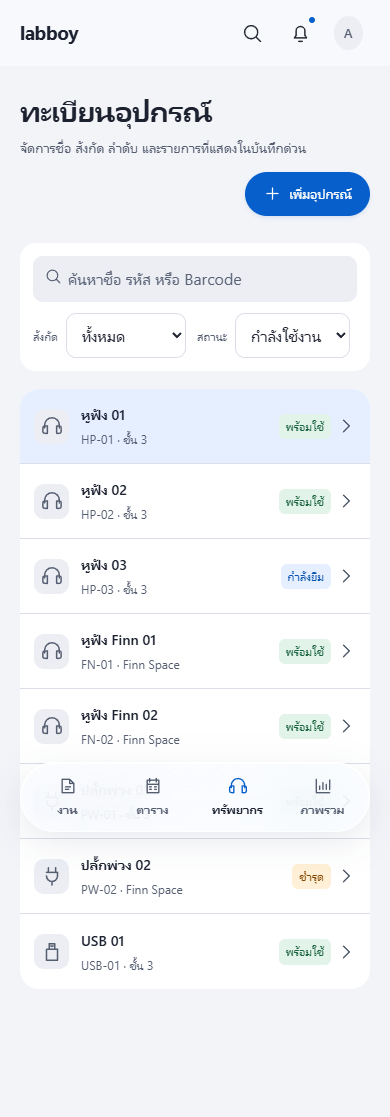 labboy
A
ทะเบียนอุปกรณ์
จัดการชื่อ สังกัด ลำดับ และรายการที่แสดงในบันทึกด่วน
เพิ่มอุปกรณ์
ค้นหาชื่อ รหัส หรือ Barcode
สังกัด ทั้งหมด สถานะ กำลังใช้งาน
หูฟัง 01
HP-01 · ชั้น 3
พร้อมใช้
หูฟัง 02
HP-02 · ชั้น 3
พร้อมใช้
หูฟัง 03
HP-03 · ชั้น 3
กำลังยืม
หูฟัง Finn 01
FN-01 · Finn Space
พร้อมใช้
หูฟัง Finn 02
FN-02 · Finn Space
พร้อมใช้
งาน ตาราง ทรัพยากร ภาพรวม
ปลั๊กพ่วง 02
PW-02 · Finn Space
ชำรุด
USB 01
USB-01 · ชั้น 3
พร้อมใช้